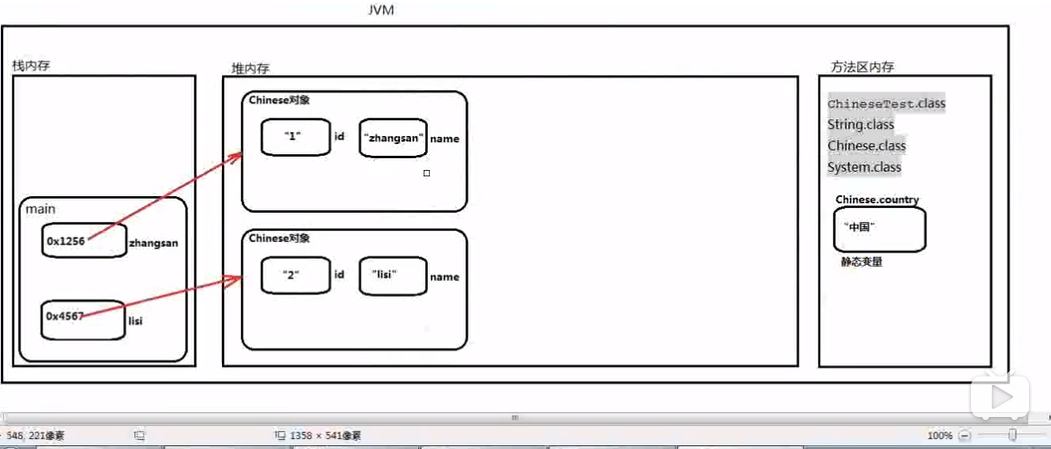 JVM
栈内存
堆内存
方法区内存
Chinese对象
"1" id "zhangsan" name
ChineseTest.class
String.class
Chinese.class
System.class
main
0x1256 zhangsan
Chinese.country
"中国"
静态变量
Chinese对象
"2" id "lisi" name
0x4567 lisi
548, 221像素
1358 × 541像素
100%